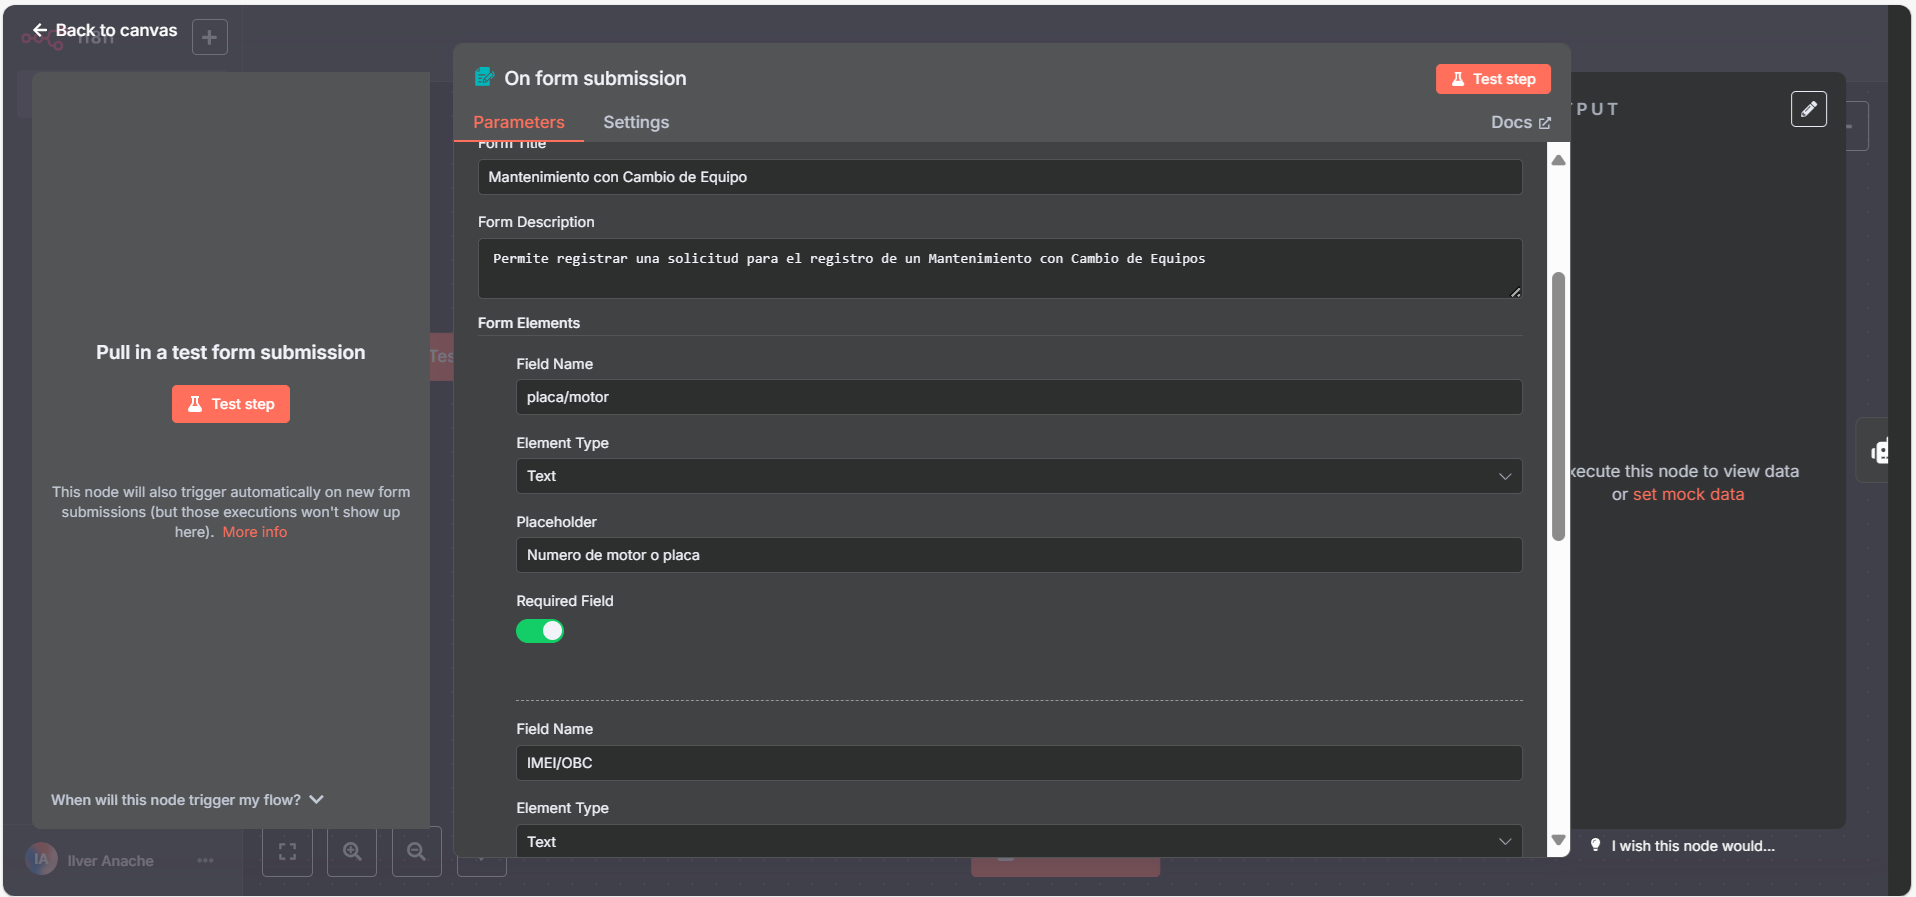 Back to canvas
n8n
On form submission
Test step
Parameters
Settings
Docs
Form Title
Mantenimiento con Cambio de Equipo
Form Description
Permite registrar una solicitud para el registro de un Mantenimiento con Cambio de Equipos
Form Elements
Field Name
placa/motor
Element Type
Text
Placeholder
Numero de motor o placa
Required Field
Field Name
IMEI/OBC
Element Type
Text
Pull in a test form submission
Test step
This node will also trigger automatically on new form
submissions (but those executions won't show up
here). More info
When will this node trigger my flow?
Tes
TPUT
xecute this node to view data
or set mock data
I wish this node would...
IA
Ilver Anache